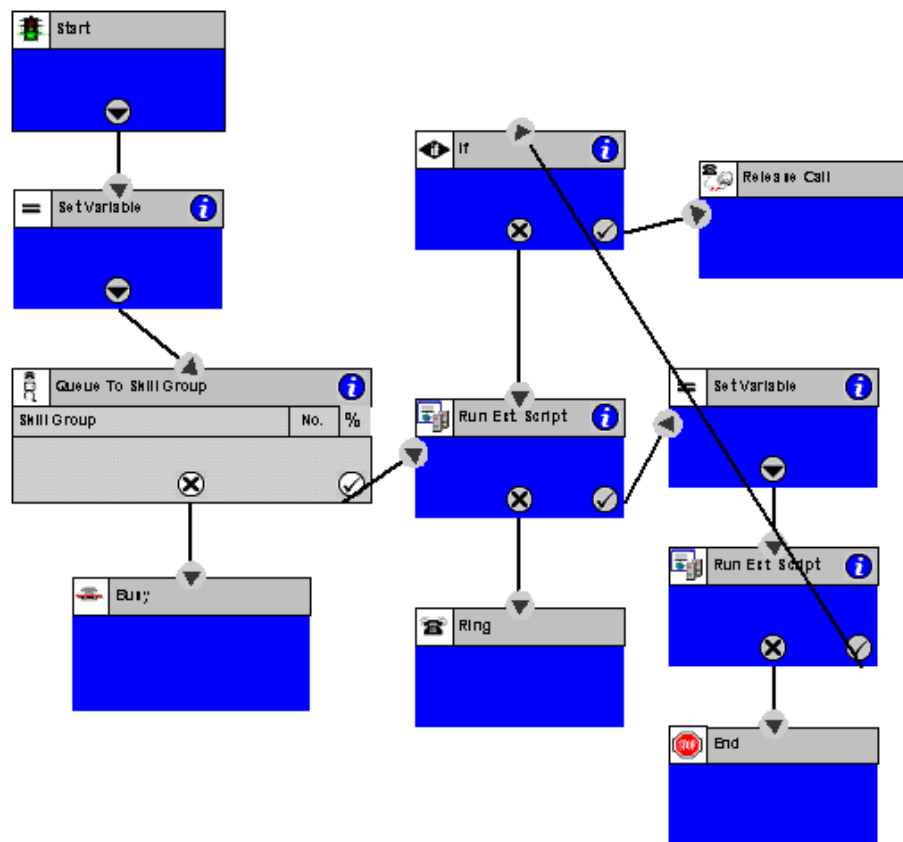 Start
Set Variable
Queue To Skill Group
Skill Group No. %
Busy
If
Run Ext Script
Ring
Release Call
Set Variable
Run Ext Script
STOP
End